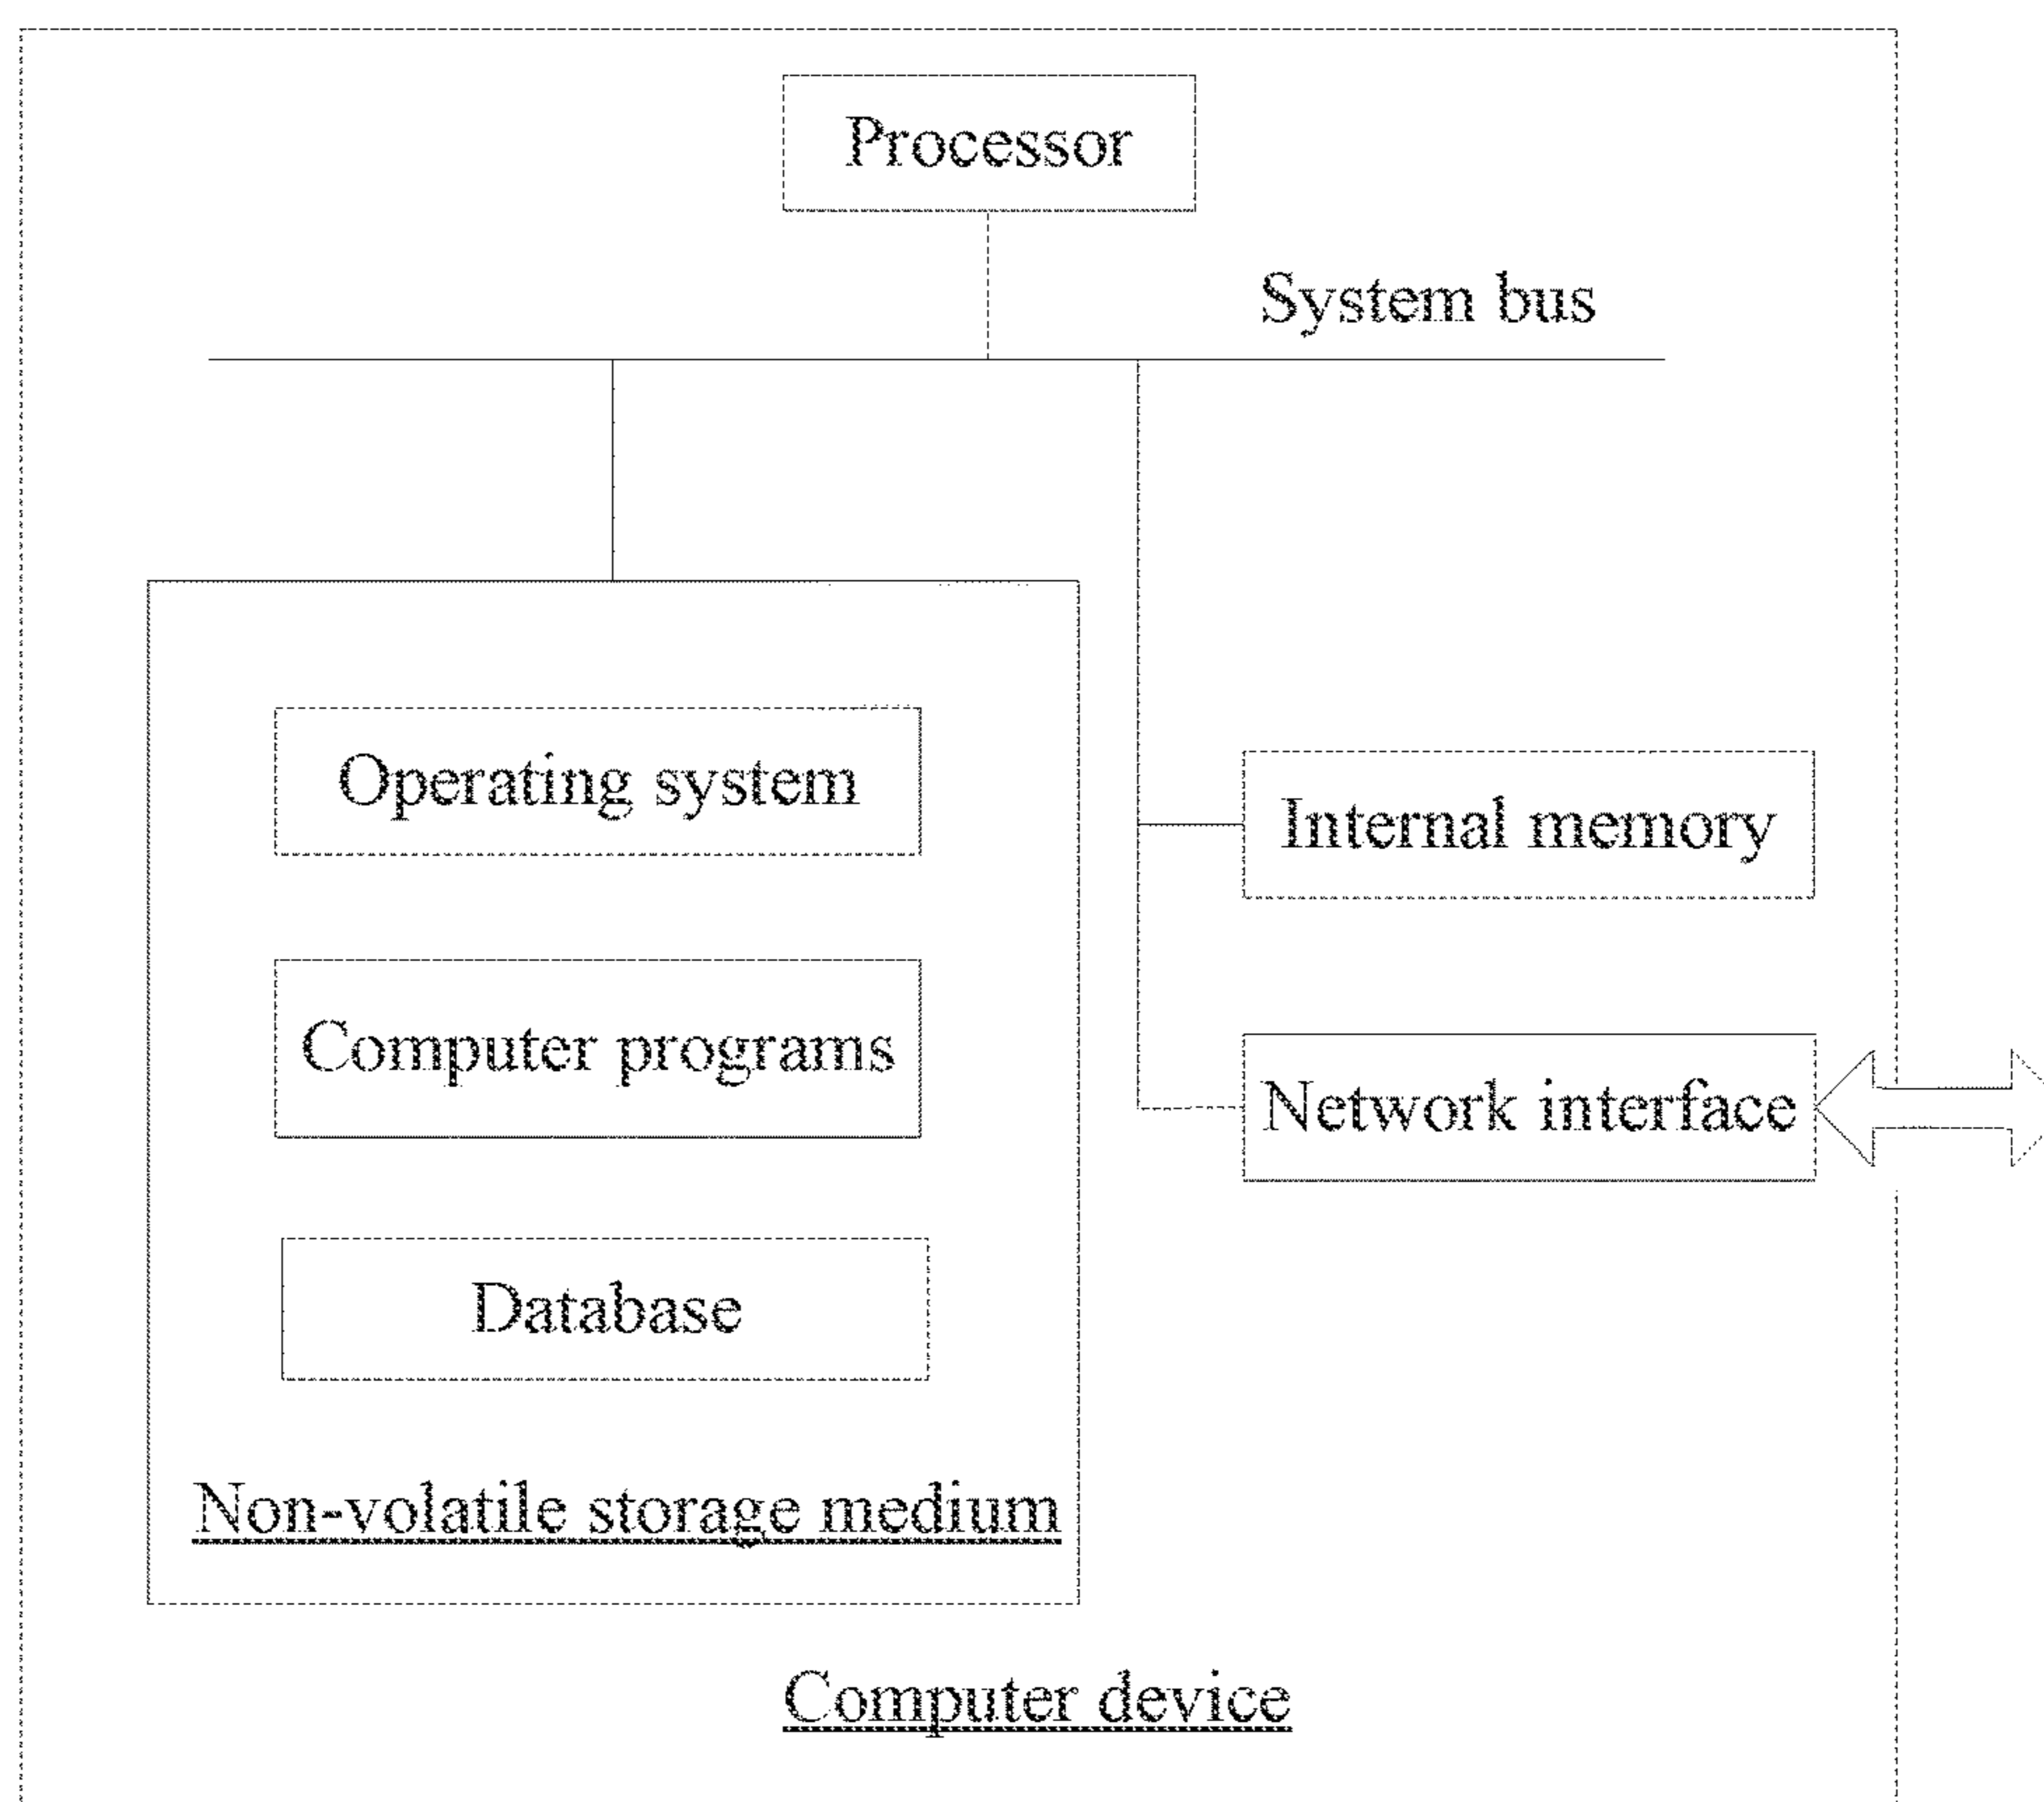 Processor
System bus
Operating system
Internal memory
Computer programs
Network interface
Database
Non-volatile storage medium
Computer device